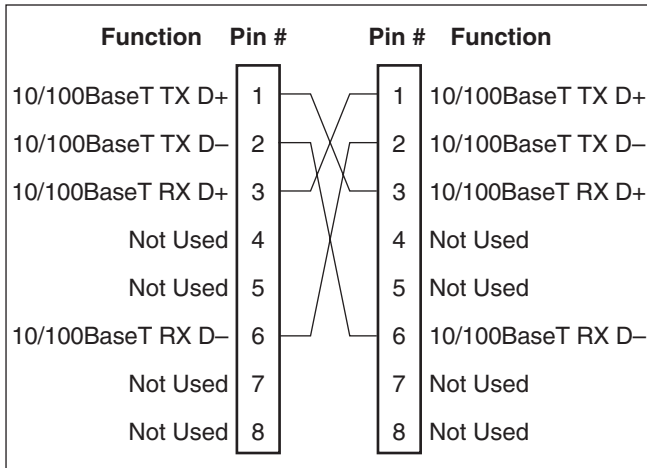 Function Pin # Pin # Function
10/100BaseT TX D+ 1 1 10/100BaseT TX D+
10/100BaseT TX D– 2 2 10/100BaseT TX D–
10/100BaseT RX D+ 3 3 10/100BaseT RX D+
Not Used 4 4 Not Used
Not Used 5 5 Not Used
10/100BaseT RX D– 6 6 10/100BaseT RX D–
Not Used 7 7 Not Used
Not Used 8 8 Not Used